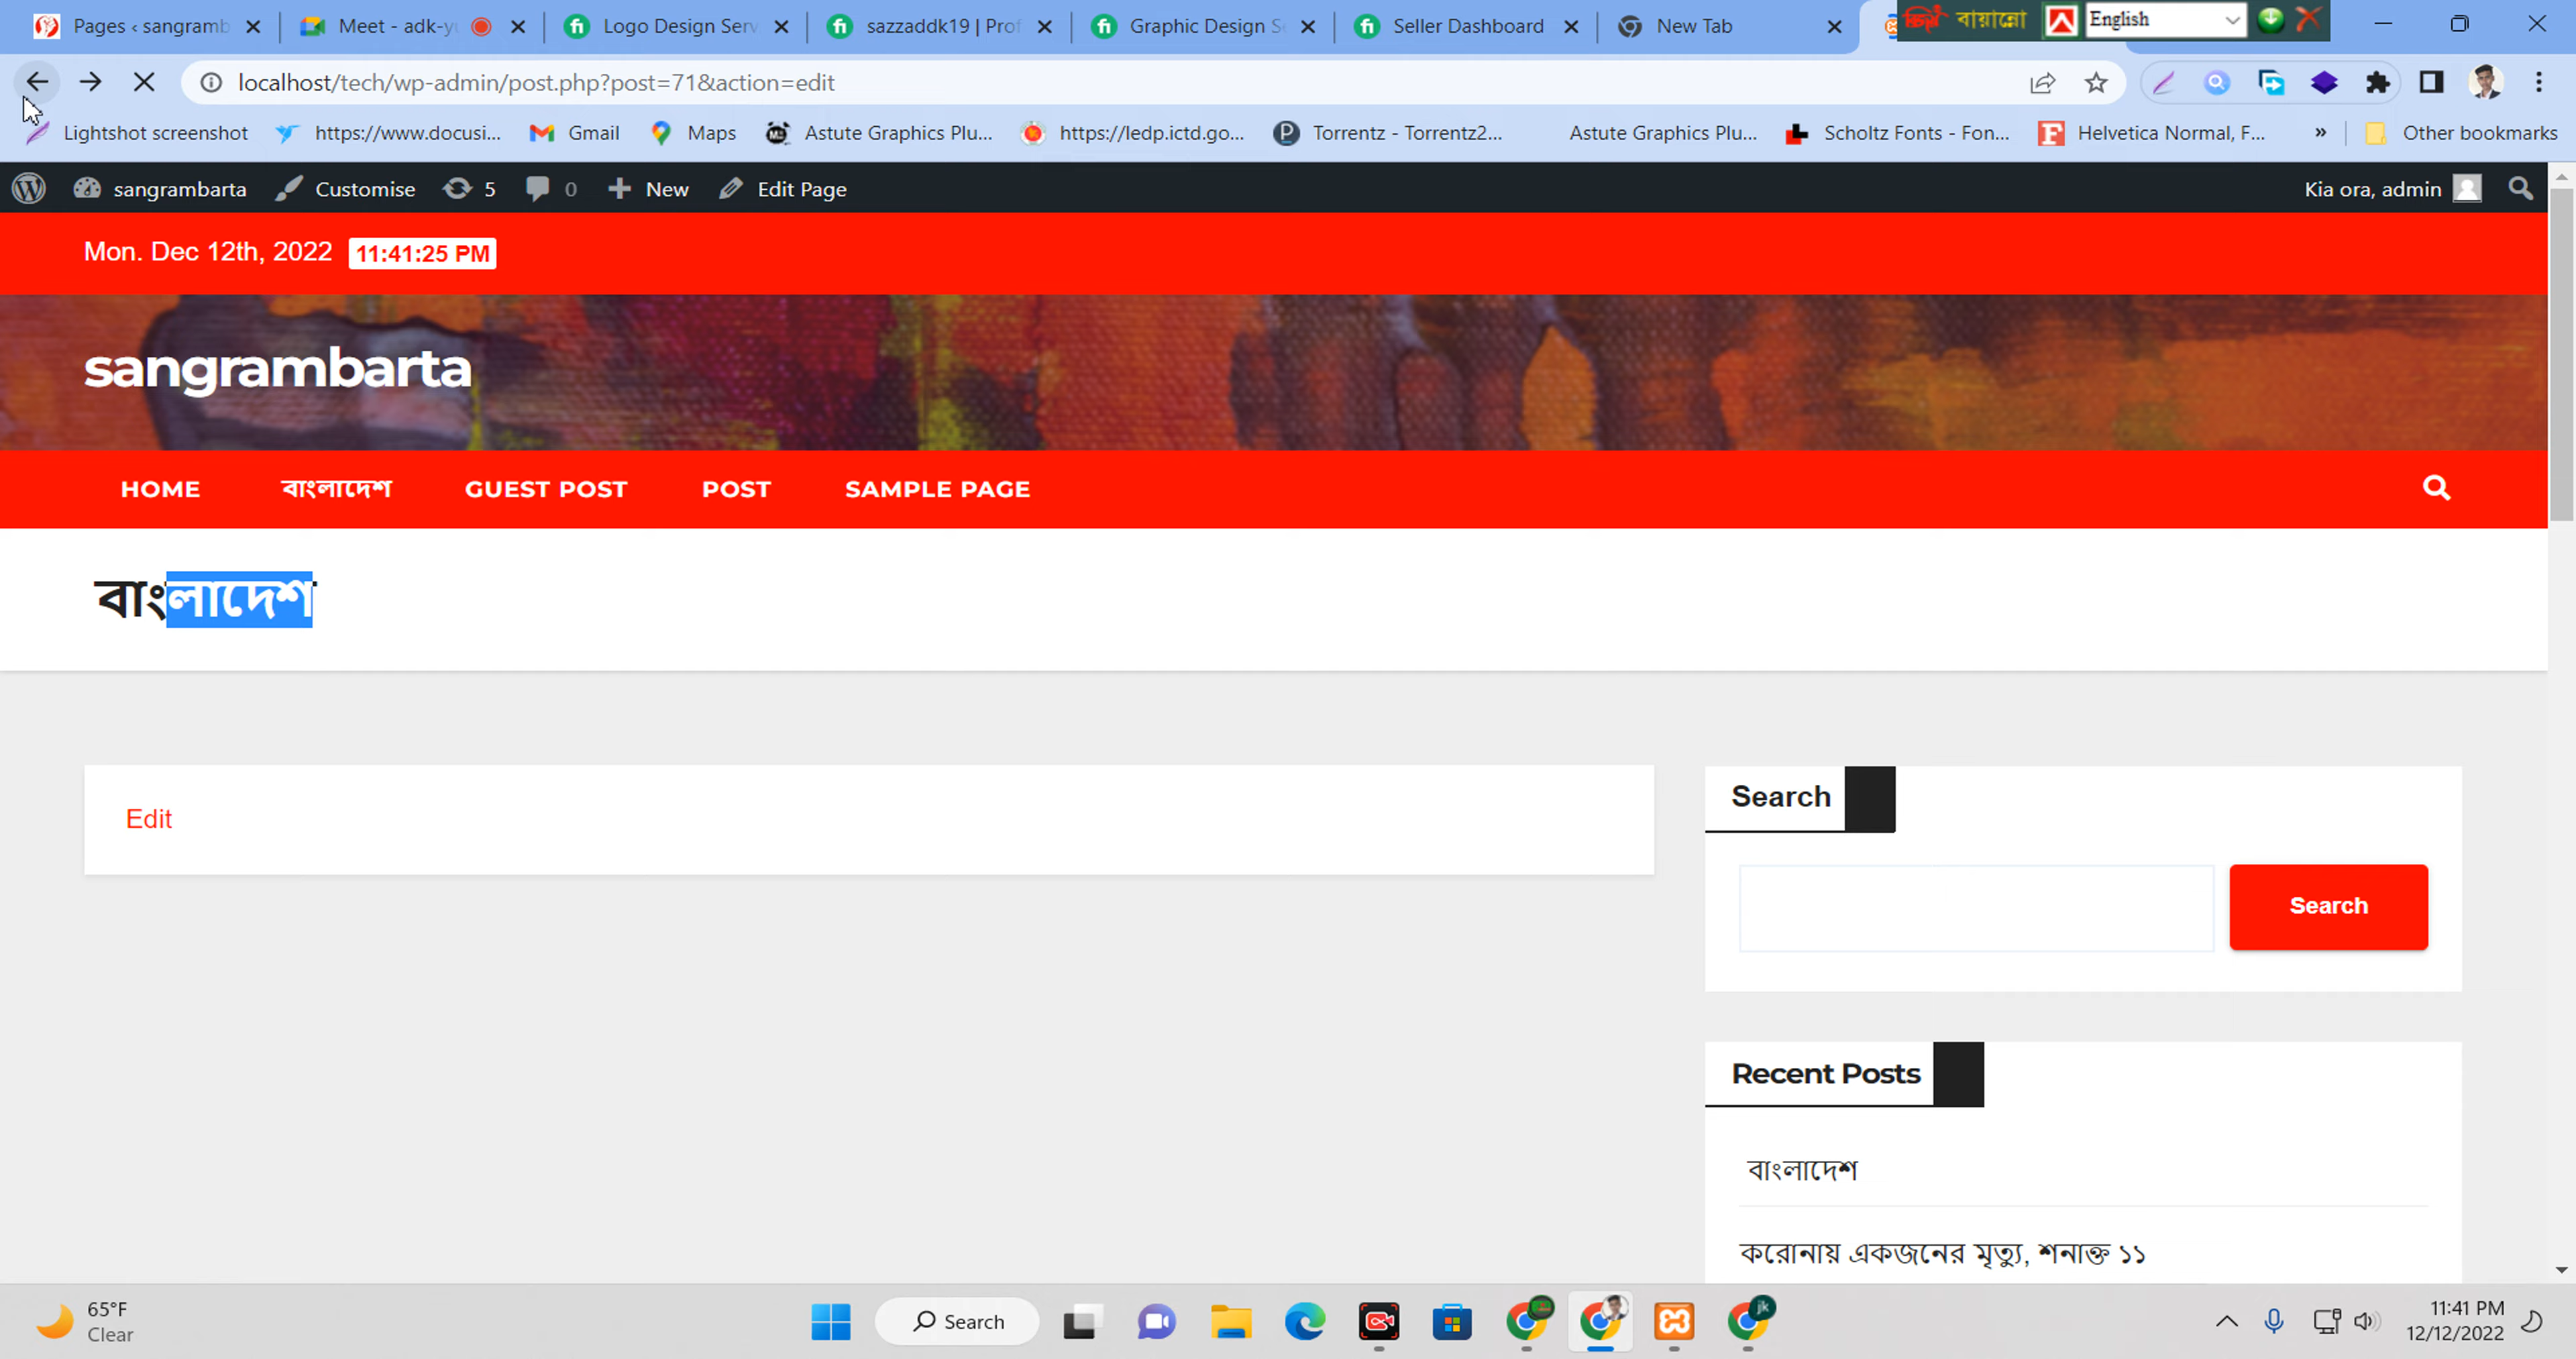 Pages ‹ sangramb
Meet - adk-y
Logo Design Serv
sazzaddk19 | Prof
Graphic Design S
Seller Dashboard
New Tab
বায়ান্নো
English
localhost/tech/wp-admin/post.php?post=71&action=edit
Lightshot screenshot
https://www.docusi...
Gmail
Maps
Astute Graphics Plu...
https://ledp.ictd.go...
Torrentz - Torrentz2...
Astute Graphics Plu...
Scholtz Fonts - Fon...
Helvetica Normal, F...
»
Other bookmarks
sangrambarta
Customise
5
0
New
Edit Page
Kia ora, admin
Mon. Dec 12th, 2022 11:41:25 PM
sangrambarta
HOME
বাংলাদেশ
GUEST POST
POST
SAMPLE PAGE
বাংলাদেশ
Edit
Search
Search
Recent Posts
বাংলাদেশ
করোনায় একজনের মৃত্যু, শনাক্ত ১১
65°F
Clear
Search
jk
11:41 PM
12/12/2022